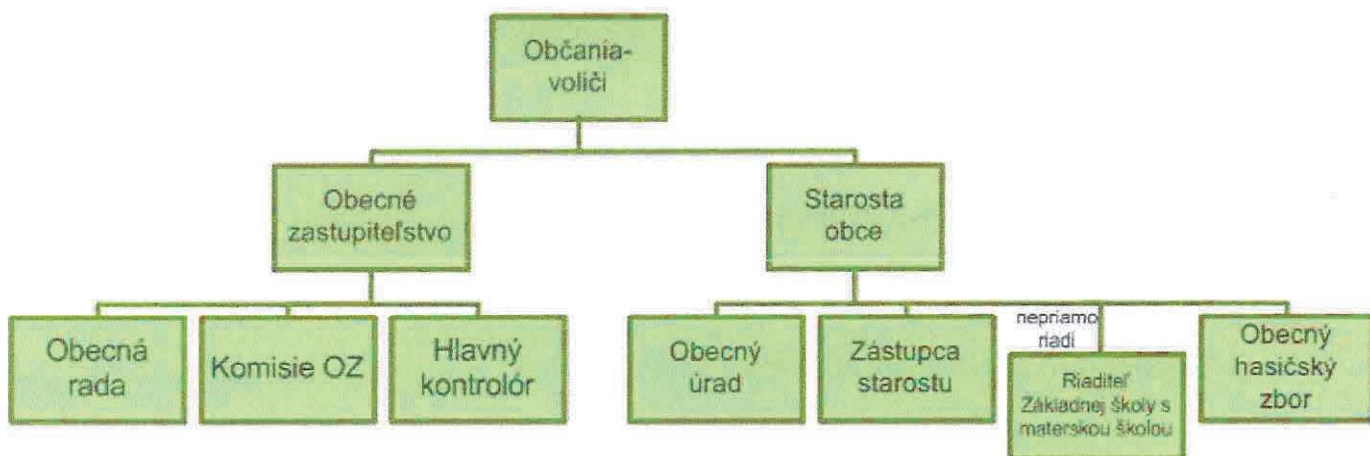 Občania-
voliči
Obecné
zastupiteľstvo
Starosta
obce
Obecná
rada
Komisie OZ
Hlavný
kontrolór
Obecný
úrad
Zástupca
starostu
nepriamo
riadi
Riaditeľ
Základnej školy s
materskou školou
Obecný
hasičský
zbor